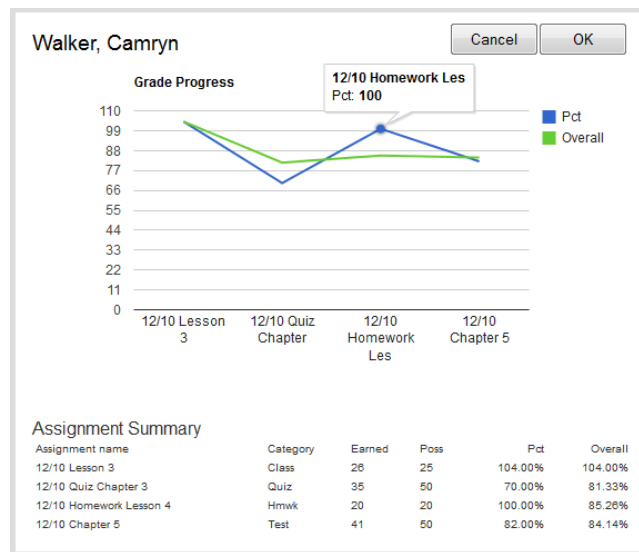 Walker, Camryn
Cancel
OK
Grade Progress
12/10 Homework Les
Pct: 100
110
99
88
77
66
55
44
33
22
11
0
Pct
Overall
12/10 Lesson
3
12/10 Quiz
Chapter
12/10
Homework
Les
12/10
Chapter 5
Assignment Summary
Assignment name Category Earned Poss Pct Overall
12/10 Lesson 3 Class 26 25 104.00% 104.00%
12/10 Quiz Chapter 3 Quiz 35 50 70.00% 81.33%
12/10 Homework Lesson 4 Hmwk 20 20 100.00% 85.26%
12/10 Chapter 5 Test 41 50 82.00% 84.14%